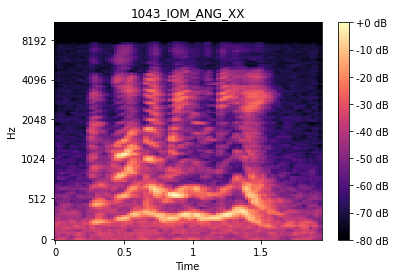 1043_IOM_ANG_XX
+0 dB
8192
-10 dB
4096
-20 dB
-30 dB
2048
Hz
-40 dB
1024
-50 dB
512
-60 dB
-70 dB
0
-80 dB
0 0.5 1 1.5
Time